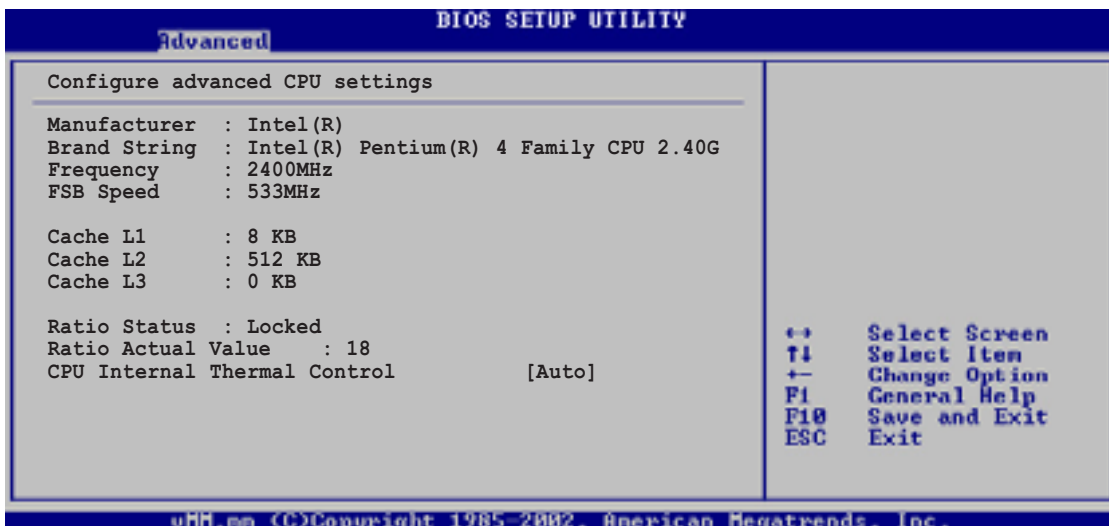 BIOS SETUP UTILITY
Advanced
Configure advanced CPU settings
Manufacturer : Intel(R)
Brand String : Intel(R) Pentium(R) 4 Family CPU 2.40G
Frequency : 2400MHz
FSB Speed : 533MHz
Cache L1 : 8 KB
Cache L2 : 512 KB
Cache L3 : 0 KB
Ratio Status : Locked
Ratio Actual Value : 18
CPU Internal Thermal Control [Auto]
←→ Select Screen
↑↓ Select Item
+- Change Option
F1 General Help
F10 Save and Exit
ESC Exit
vMM.mm (C)Copyright 1985-2002, American Megatrends, Inc.